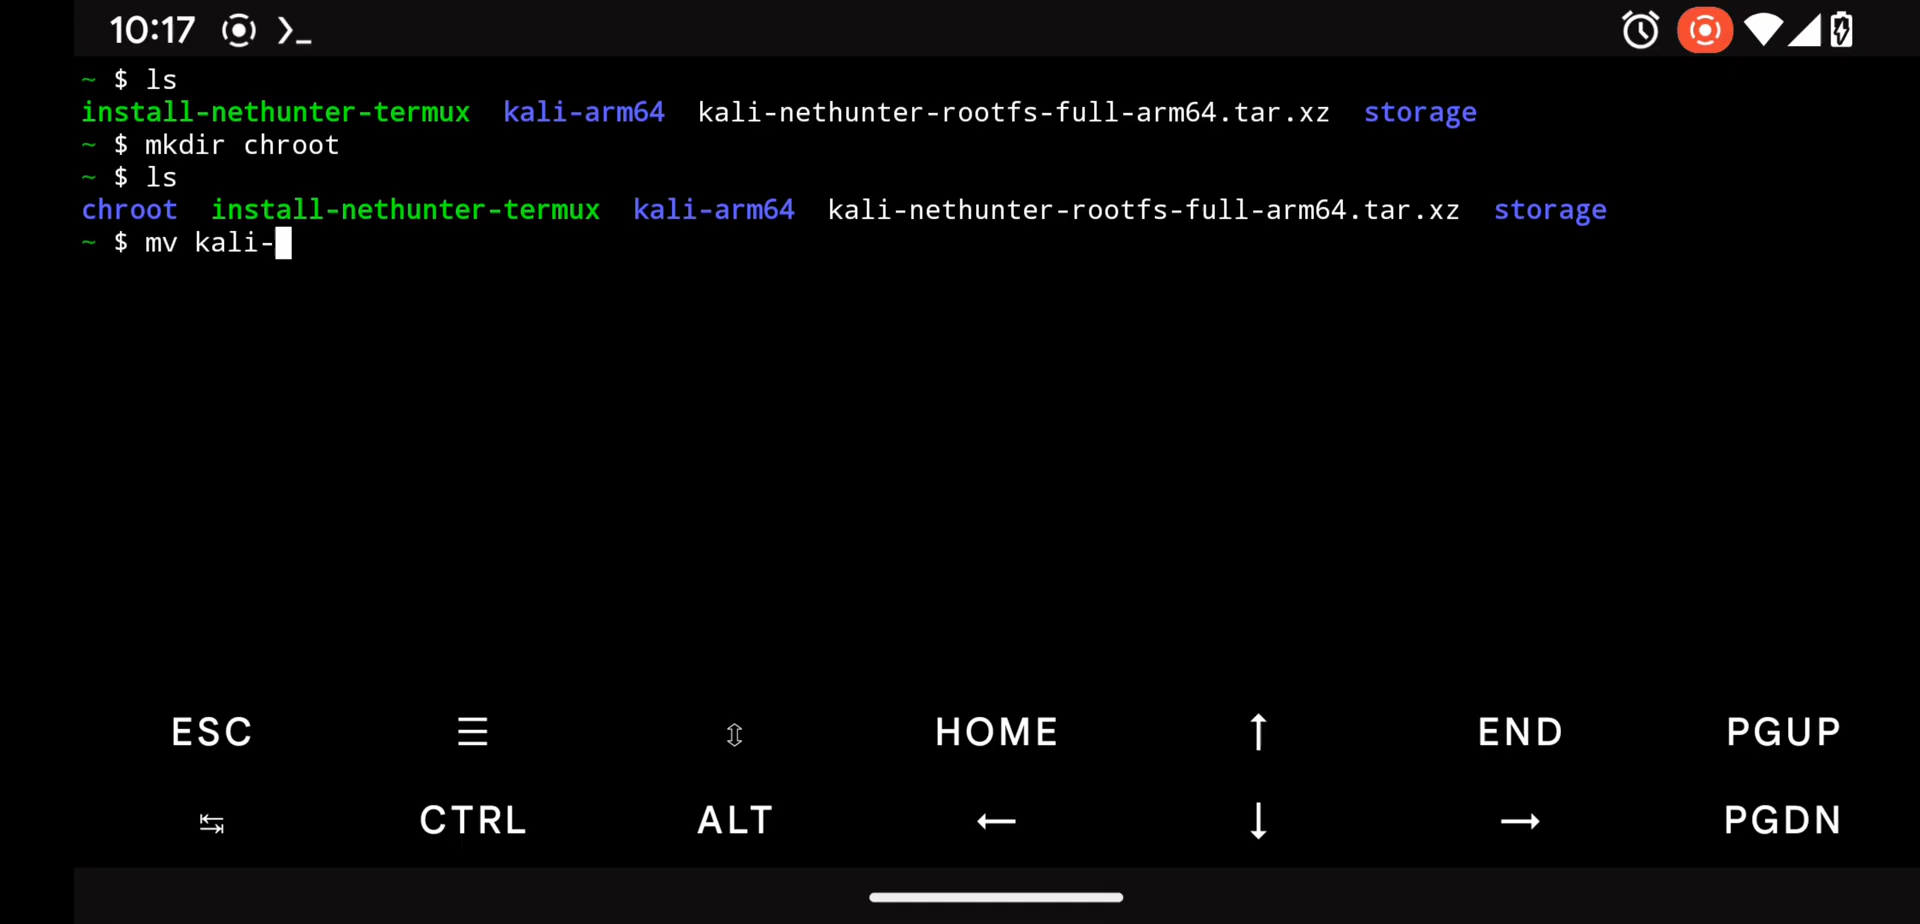 10:17
~ $ ls
install-nethunter-termux kali-arm64 kali-nethunter-rootfs-full-arm64.tar.xz storage
~ $ mkdir chroot
~ $ ls
chroot install-nethunter-termux kali-arm64 kali-nethunter-rootfs-full-arm64.tar.xz storage
~ $ mv kali-
ESC ☰ ⇳ HOME ↑ END PGUP
↹ CTRL ALT ← ↓ → PGDN